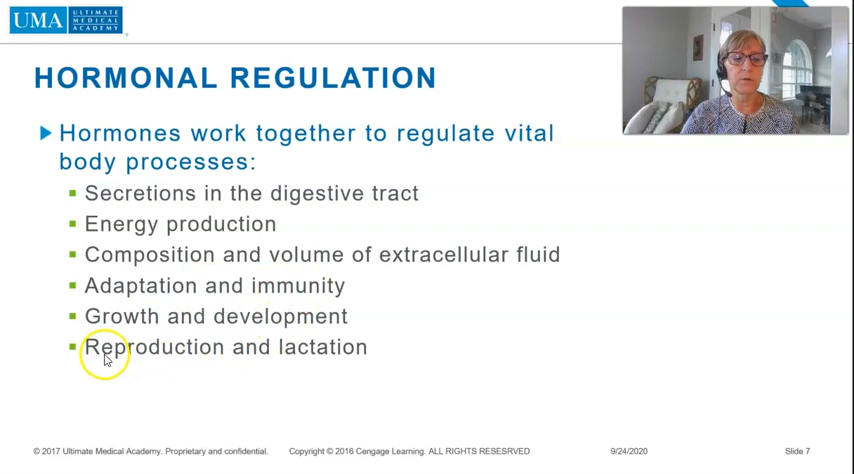 UMA ULTIMATE MEDICAL ACADEMY
HORMONAL REGULATION
Hormones work together to regulate vital
body processes:
Secretions in the digestive tract
Energy production
Composition and volume of extracellular fluid
Adaptation and immunity
Growth and development
Reproduction and lactation
© 2017 Ultimate Medical Academy. Proprietary and confidential. Copyright © 2016 Cengage Learning. ALL RIGHTS RESESRVED 9/24/2020 Slide 7